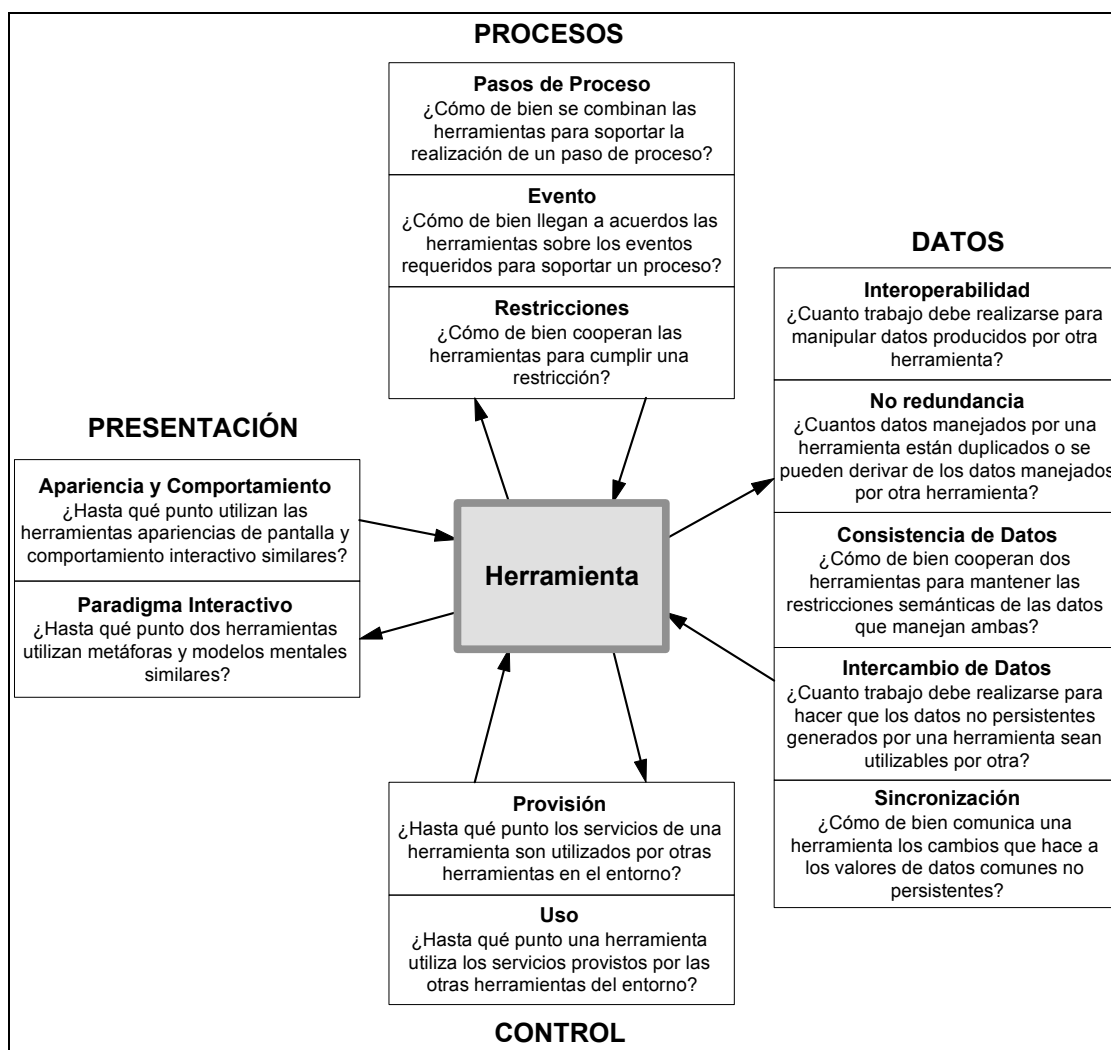 PROCESOS
Pasos de Proceso
¿Cómo de bien se combinan las
herramientas para soportar la
realización de un paso de proceso?
Evento
¿Cómo de bien llegan a acuerdos las
herramientas sobre los eventos
requeridos para soportar un proceso?
Restricciones
¿Cómo de bien cooperan las
herramientas para cumplir una
restricción?
DATOS
Interoperabilidad
¿Cuanto trabajo debe realizarse para
manipular datos producidos por otra
herramienta?
No redundancia
¿Cuantos datos manejados por una
herramienta están duplicados o se
pueden derivar de los datos manejados
por otra herramienta?
Consistencia de Datos
¿Cómo de bien cooperan dos
herramientas para mantener las
restricciones semánticas de las datos
que manejan ambas?
Intercambio de Datos
¿Cuanto trabajo debe realizarse para
hacer que los datos no persistentes
generados por una herramienta sean
utilizables por otra?
Sincronización
¿Cómo de bien comunica una
herramienta los cambios que hace a
los valores de datos comunes no
persistentes?
PRESENTACIÓN
Apariencia y Comportamiento
¿Hasta qué punto utilizan las
herramientas apariencias de pantalla y
comportamiento interactivo similares?
Paradigma Interactivo
¿Hasta qué punto dos herramientas
utilizan metáforas y modelos mentales
similares?
Herramienta
Provisión
¿Hasta qué punto los servicios de una
herramienta son utilizados por otras
herramientas en el entorno?
Uso
¿Hasta qué punto una herramienta
utiliza los servicios provistos por las
otras herramientas del entorno?
CONTROL